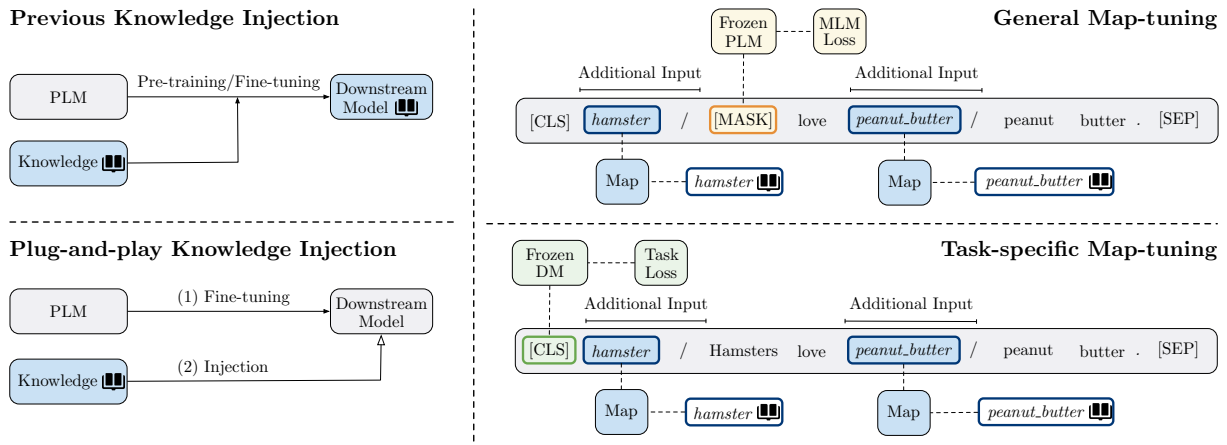 Previous Knowledge Injection
PLM
Pre-training/Fine-tuning
Downstream
Model
Knowledge
Plug-and-play Knowledge Injection
PLM
(1) Fine-tuning
Downstream
Model
Knowledge
(2) Injection
General Map-tuning
Frozen
PLM
MLM
Loss
Additional Input
Additional Input
[CLS] hamster / [MASK] love peanut_butter / peanut butter . [SEP]
Map
hamster
Map
peanut_butter
Task-specific Map-tuning
Frozen
DM
Task
Loss
Additional Input
Additional Input
[CLS] hamster / Hamsters love peanut_butter / peanut butter . [SEP]
Map
hamster
Map
peanut_butter